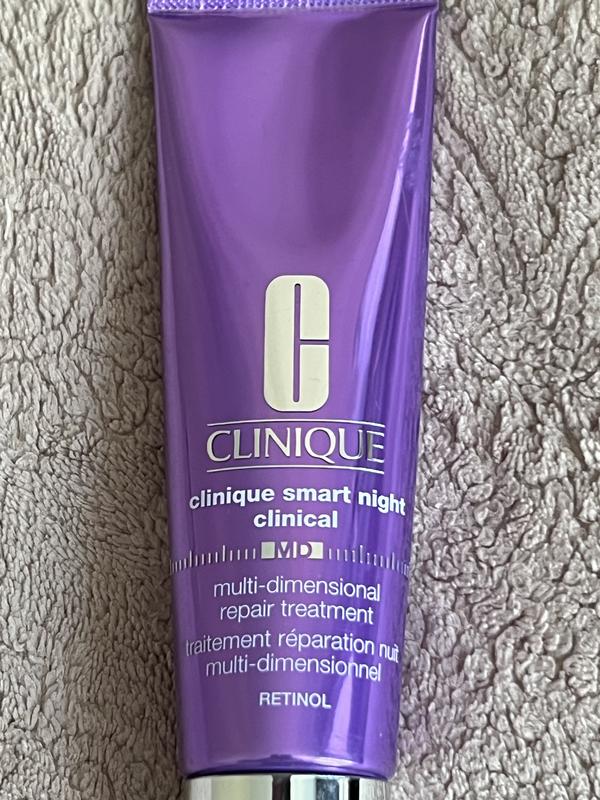 C
CLINIQUE
clinique smart night
clinical
MD
multi-dimensional
repair treatment
traitement réparation nuit
multi-dimensionnel
RETINOL